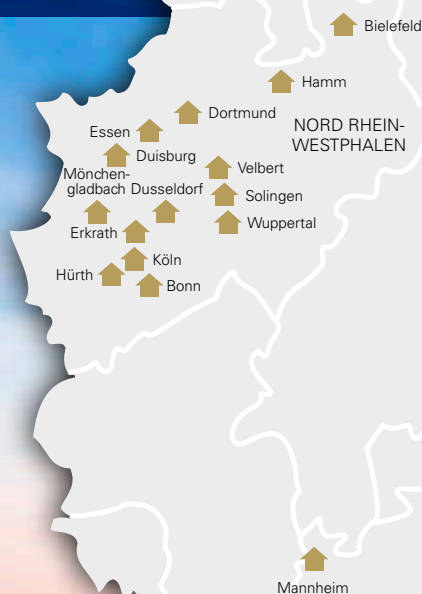 Bielefeld
Hamm
Dortmund
NORD RHEIN-
WESTPHALEN
Essen
Duisburg
Velbert
Mönchen-
gladbach
Dusseldorf
Solingen
Wuppertal
Erkrath
Köln
Hürth
Bonn
Mannheim